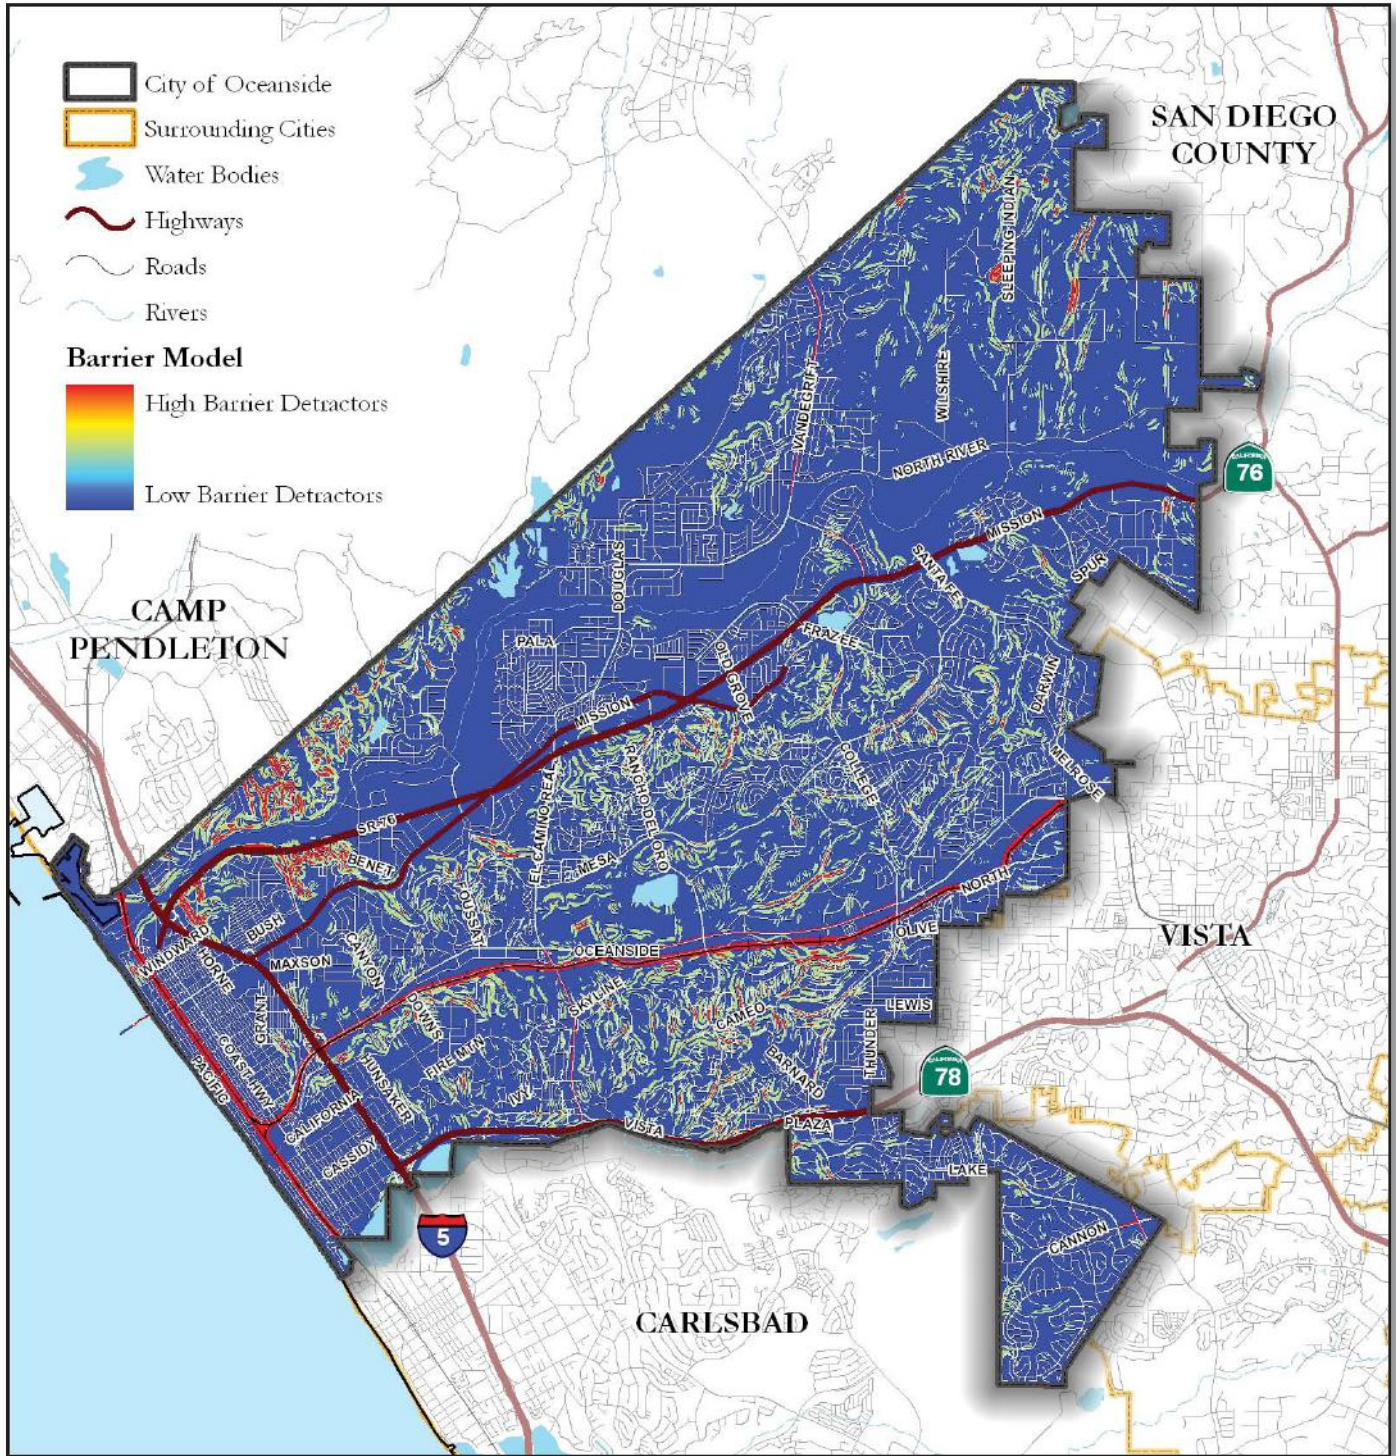 City of Oceanside
Surrounding Cities
Water Bodies
Highways
Roads
Rivers
Barrier Model
High Barrier Detractors
Low Barrier Detractors
SAN DIEGO
COUNTY
SLEEPING INDIAN
VANDEGRIFT
WILSHIRE
NORTH RIVER
CALIFORNIA
76
MISSION
SANTA FE
SPUR
DOUGLAS
CAMP
PENDLETON
PALA
FRAZEE
OLD GROVE
DARWIN
MISSION
RANCHO DEL ORO
COLLEGE
MELROSE
EL CAMINO REAL
SR-76
BENET
MESA
FOUSSAT
NORTH
OLIVE
BUSH
WINDWARD
HORNE
MAXSON
CANYON
OCEANSIDE
VISTA
SKYLINE
LEWIS
GRANT
DOWNS
CAMEO
THUNDER
COAST HWY
PACIFIC
FIRE MTN
BARNARD
HUNSAKER
IVY
CALIFORNIA
78
CALIFORNIA
VISTA
PLAZA
CASSIDY
LAKE
5
CANNON
CARLSBAD